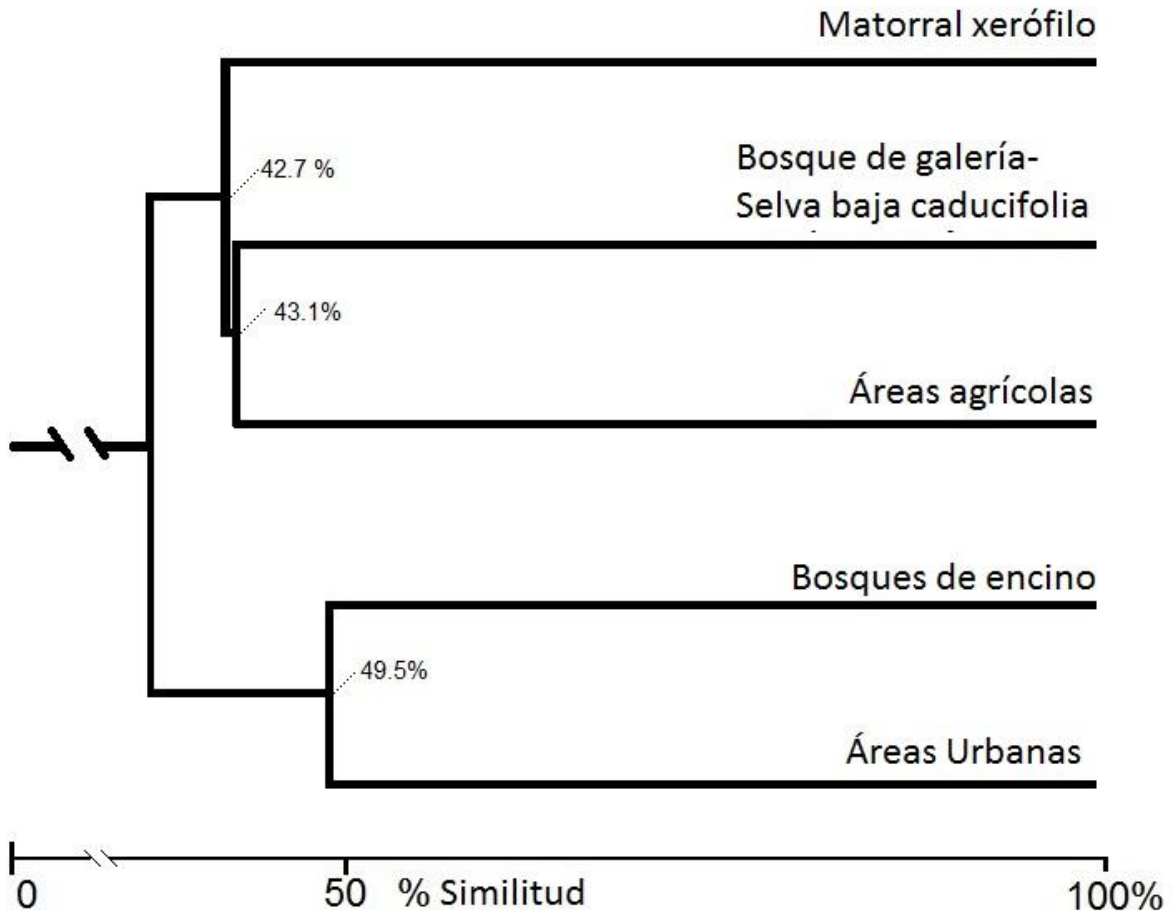 Matorral xerófilo
42.7 %
Bosque de galería-
Selva baja caducifolia
43.1%
Áreas agrícolas
Bosques de encino
49.5%
Áreas Urbanas
0 50 % Similitud 100%